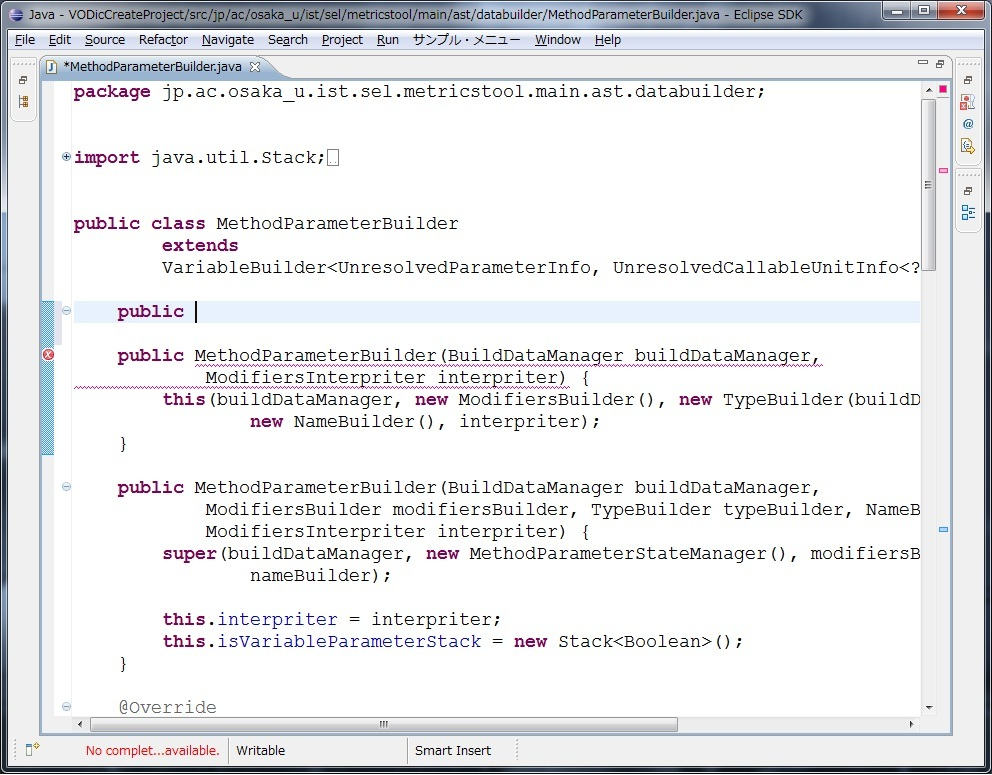 Java - VODicCreateProject/src/jp/ac/osaka_u/ist/sel/metricstool/main/ast/databuilder/MethodParameterBuilder.java - Eclipse SDK
File Edit Source Refactor Navigate Search Project Run サンプル・メニュー Window Help
*MethodParameterBuilder.java
package jp.ac.osaka_u.ist.sel.metricstool.main.ast.databuilder;
import java.util.Stack;
public class MethodParameterBuilder
extends
VariableBuilder<UnresolvedParameterInfo, UnresolvedCallableUnitInfo<?
public
public MethodParameterBuilder(BuildDataManager buildDataManager,
ModifiersInterpriter interpriter) {
this(buildDataManager, new ModifiersBuilder(), new TypeBuilder(buildD
new NameBuilder(), interpriter);
}
public MethodParameterBuilder(BuildDataManager buildDataManager,
ModifiersBuilder modifiersBuilder, TypeBuilder typeBuilder, NameB
ModifiersInterpriter interpriter) {
super(buildDataManager, new MethodParameterStateManager(), modifiersB
nameBuilder);
this.interpriter = interpriter;
this.isVariableParameterStack = new Stack<Boolean>();
}
@Override
No complet...available. Writable Smart Insert